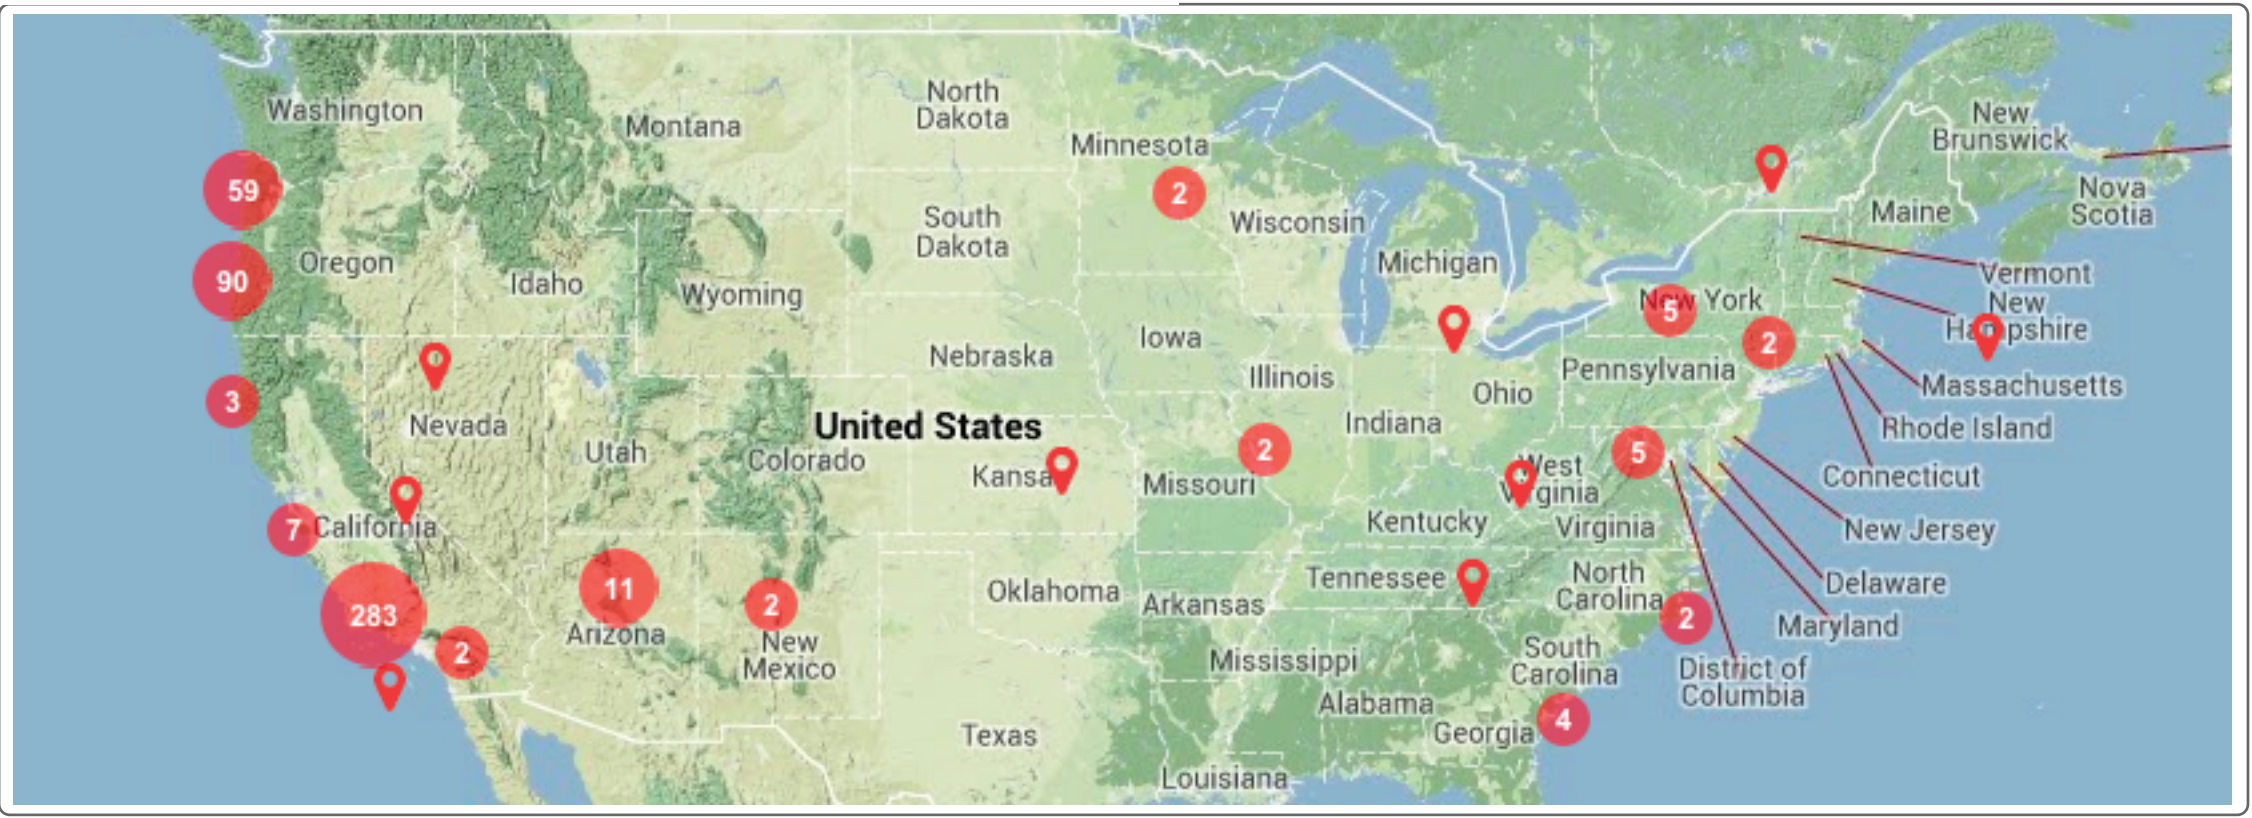 Washington
Montana
North
Dakota
Minnesota
New
Brunswick
59
2
Wisconsin
Maine
Nova
Scotia
South
Dakota
Michigan
Oregon
90
Idaho
Wyoming
Vermont
New
Hampshire
New York
5
2
Iowa
Nebraska
Pennsylvania
Illinois
Ohio
Massachusetts
3
Nevada
United States
Indiana
Rhode Island
Utah
Colorado
2
5
Kansa
Missouri
West
Virginia
Connecticut
7
California
Kentucky
Virginia
New Jersey
283
11
2
Oklahoma
Arkansas
Tennessee
North
Carolina
2
Delaware
Maryland
Arizona
2
New
Mexico
Mississippi
South
Carolina
District of
Columbia
Alabama
4
Georgia
Texas
Louisiana